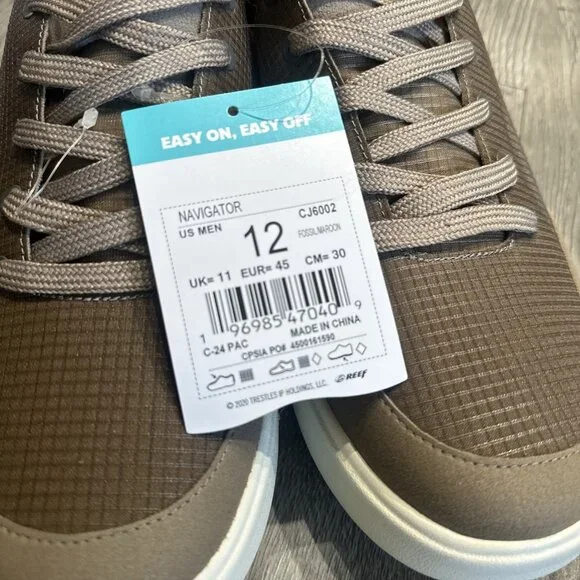 EASY ON, EASY OFF
NAVIGATOR CJ6002
US MEN 12 FOSSIL/MAROON
UK= 11 EUR= 45 CM= 30
1 96985 47040 9
C-24 PAC MADE IN CHINA
CPSIA PO# 4500161590
REEF
© 2020 TRESTLES IP HOLDINGS, LLC.